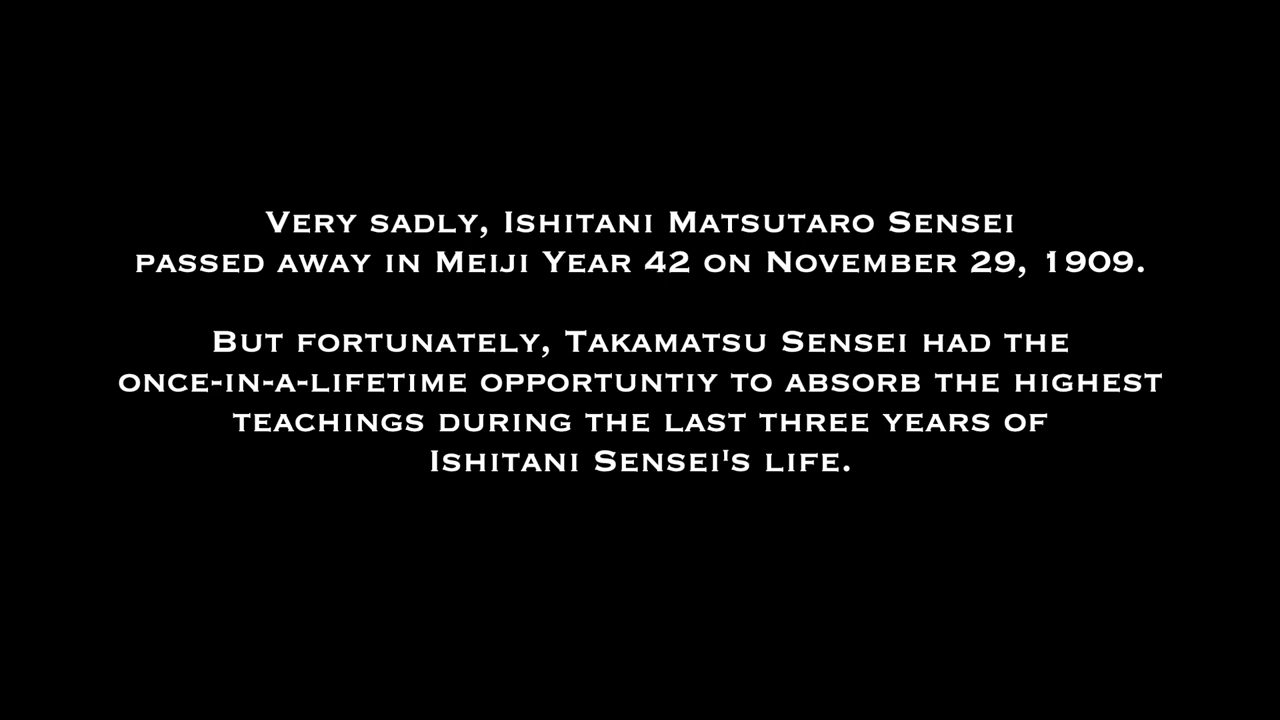 Very sadly, Ishitani Matsutaro Sensei
passed away in Meiji Year 42 on November 29, 1909.
But fortunately, Takamatsu Sensei had the
once-in-a-lifetime opportuntiy to absorb the highest
teachings during the last three years of
Ishitani Sensei's life.